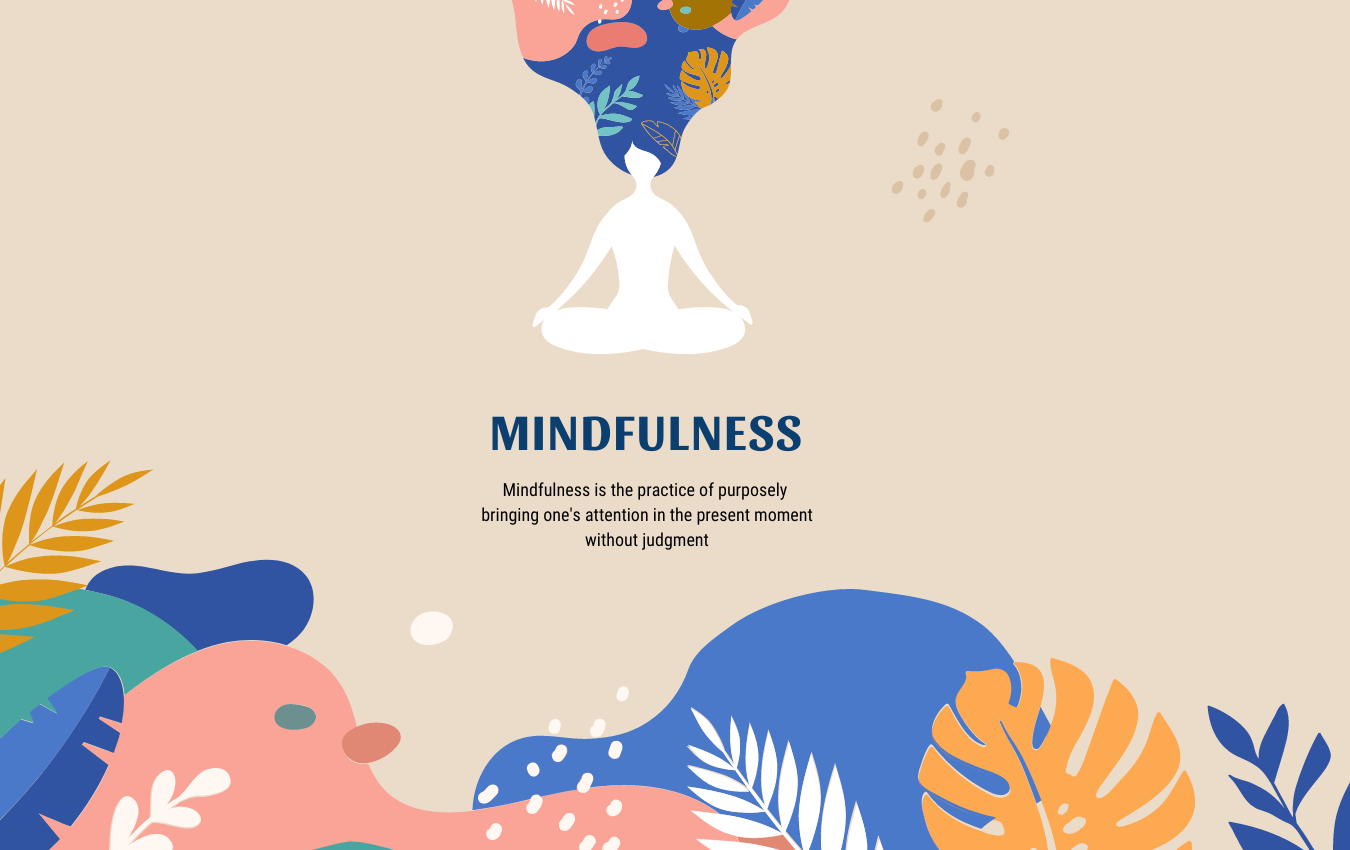 MINDFULNESS
Mindfulness is the practice of purposely
bringing one's attention in the present moment
without judgment